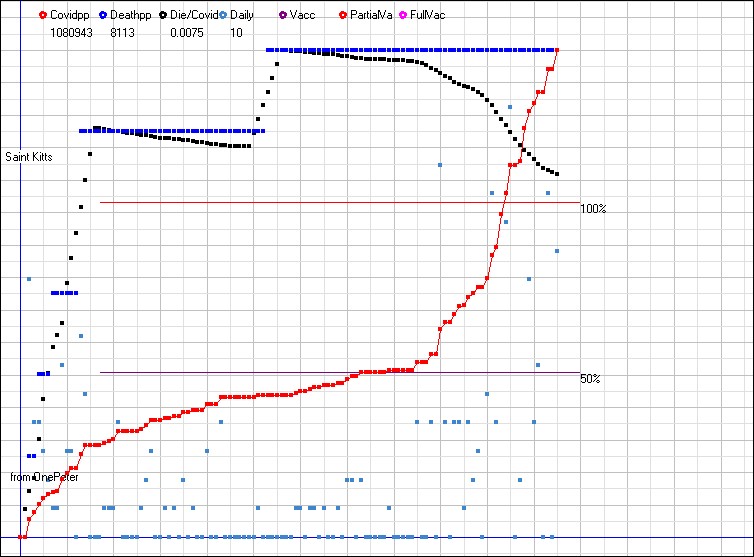 Covidpp Deathpp Die/Covid Daily Vacc PartialVa FullVac
1080943 8113 0.0075 10
Saint Kitts
100%
50%
from OnePeter